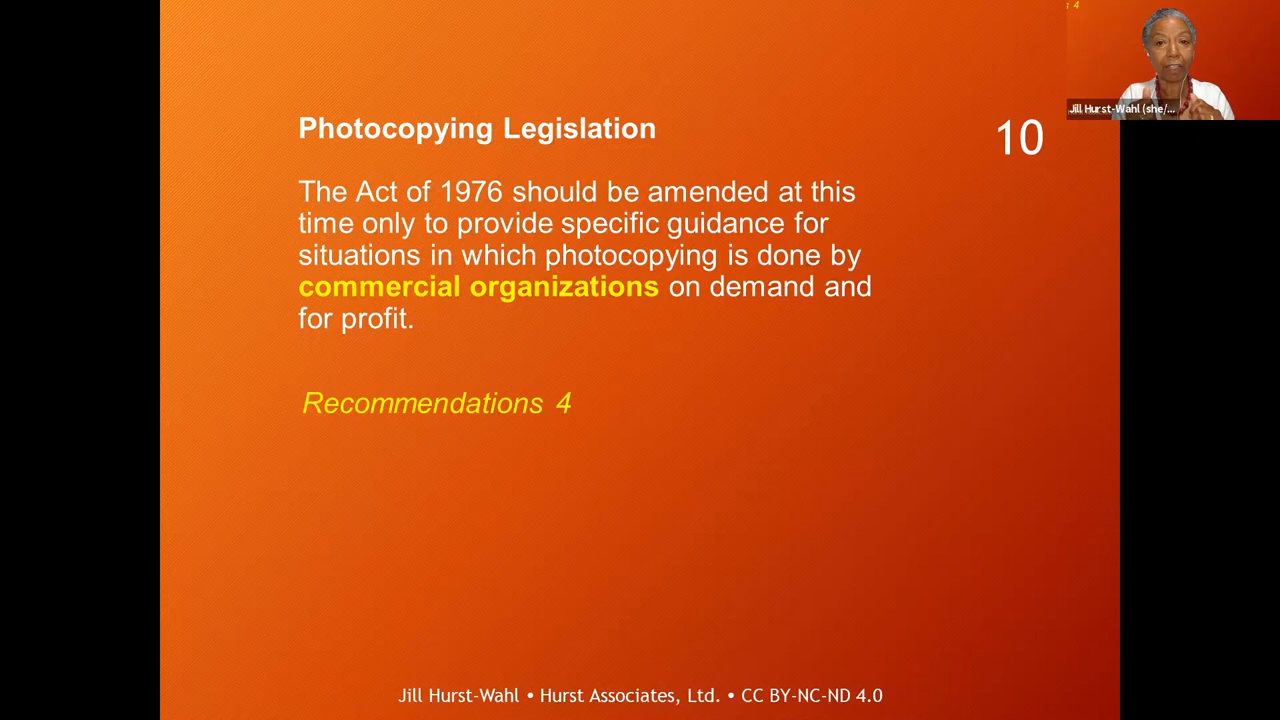 s 4
Jill Hurst-Wahl (she/...
Photocopying Legislation
10
The Act of 1976 should be amended at this
time only to provide specific guidance for
situations in which photocopying is done by
commercial organizations on demand and
for profit.
Recommendations 4
Jill Hurst-Wahl • Hurst Associates, Ltd. • CC BY-NC-ND 4.0